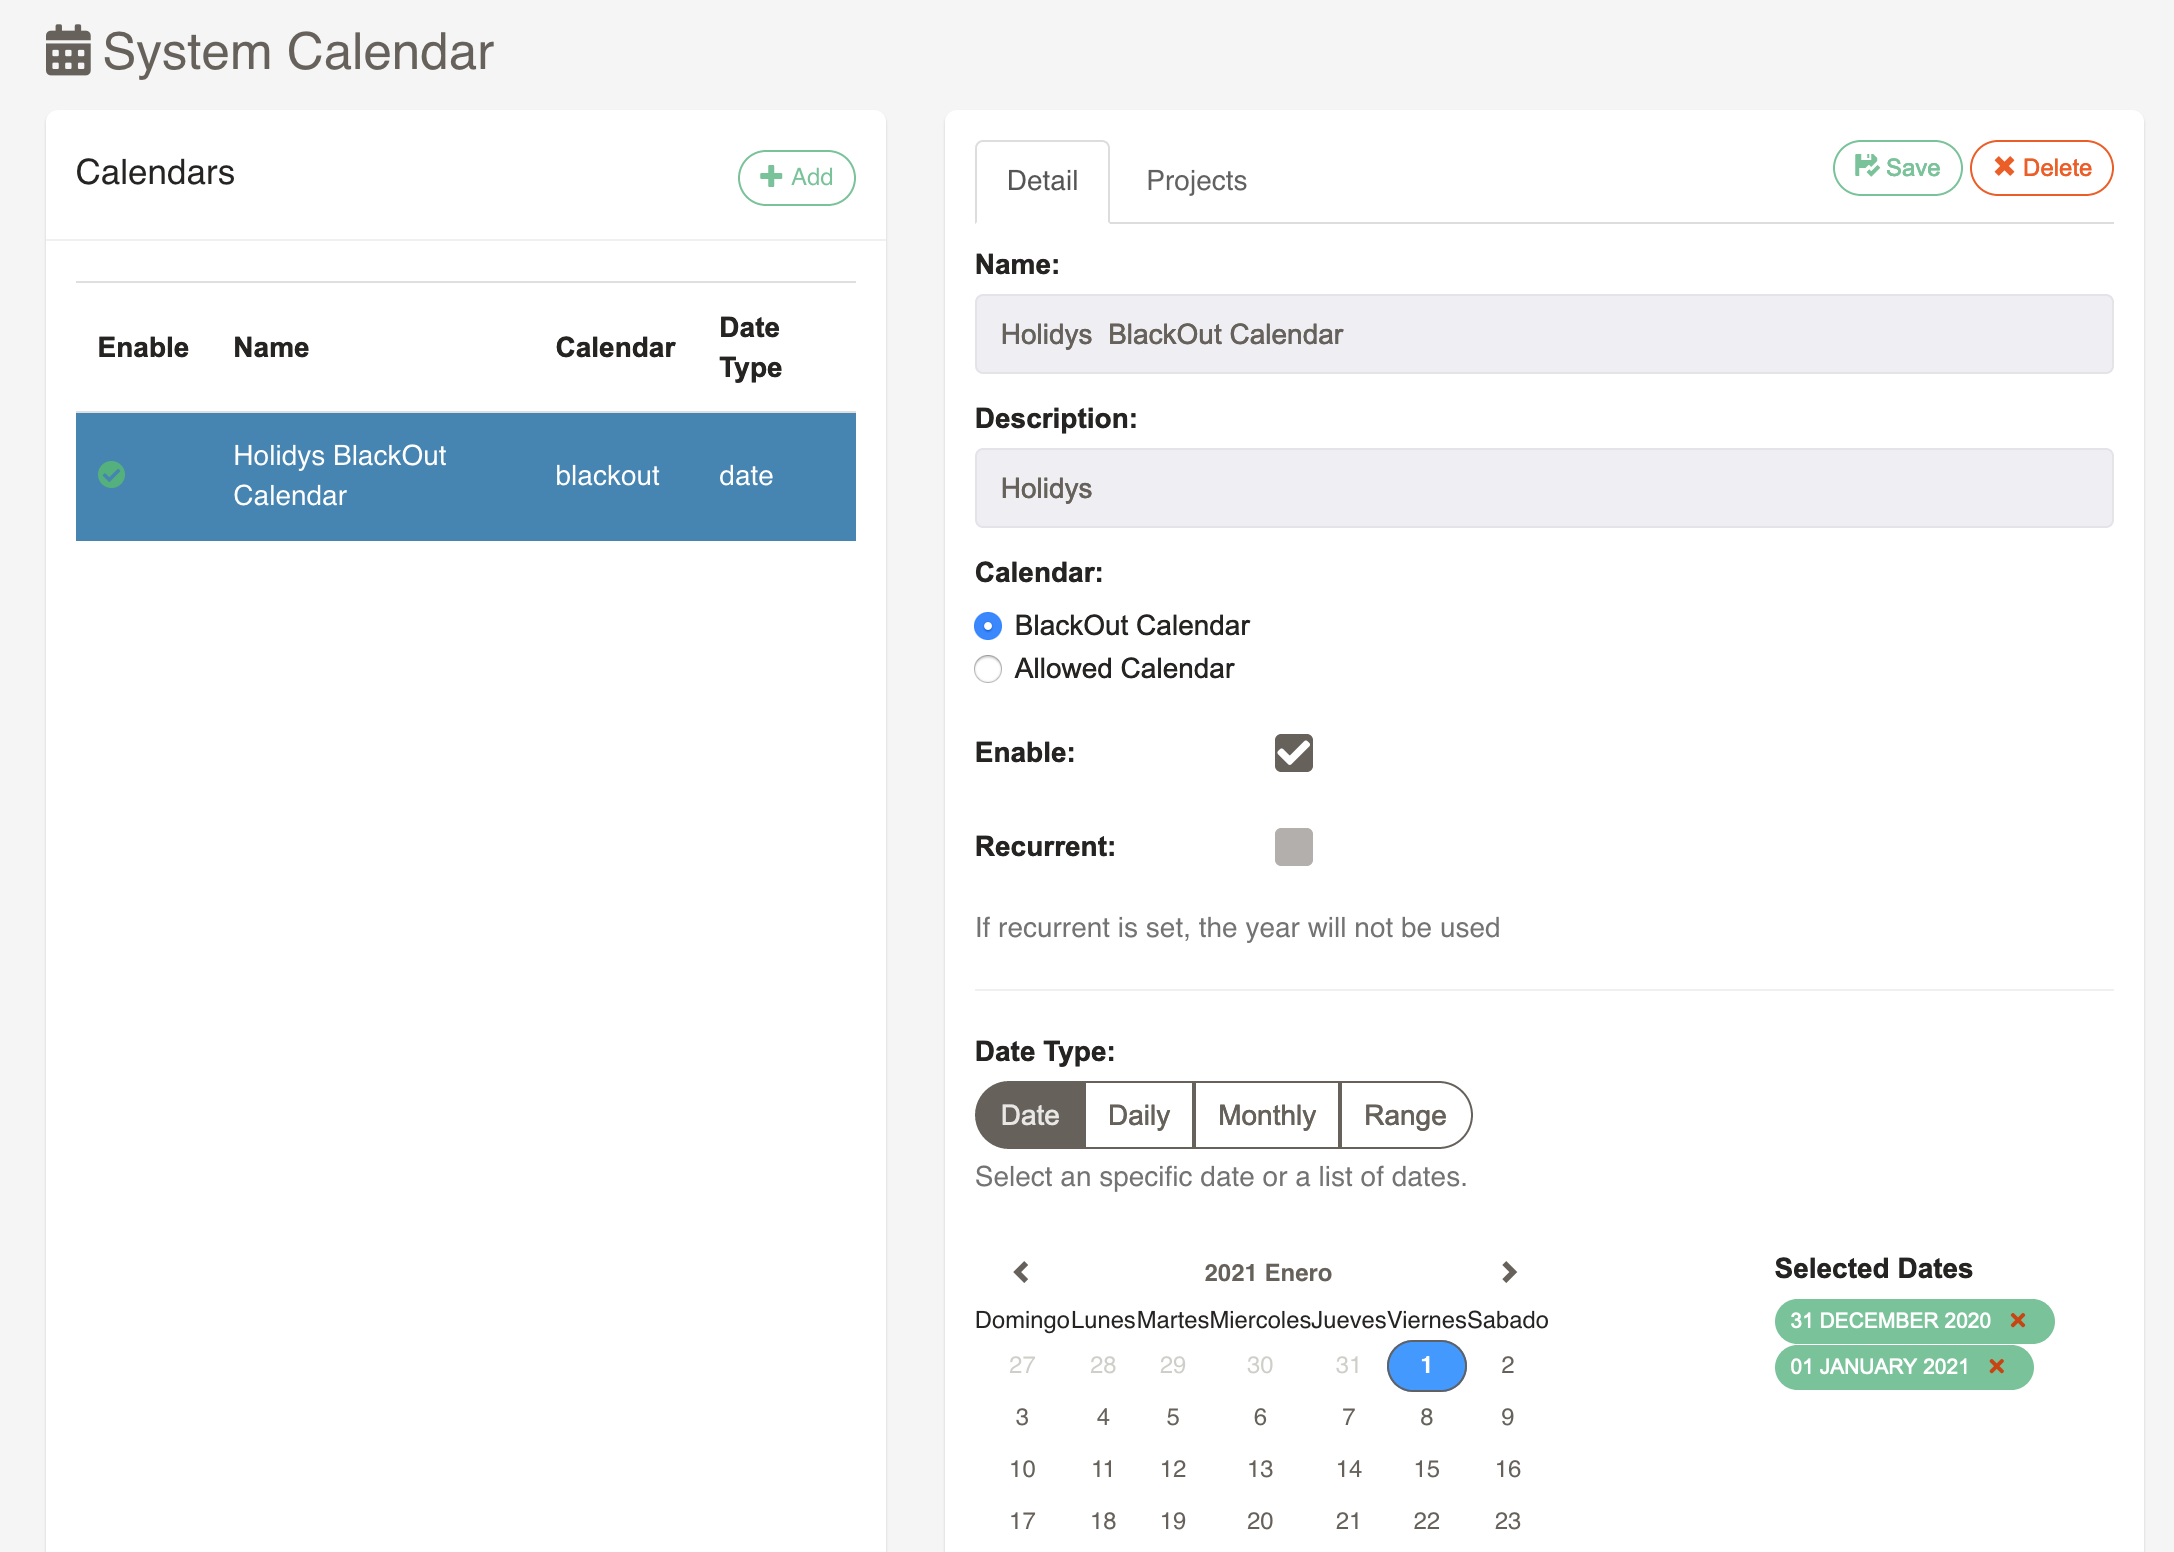 System Calendar
Calendars
Add
Enable Name Calendar Date Type
Holidys BlackOut Calendar blackout date
Detail Projects
Save Delete
Name:
Holidys  BlackOut Calendar
Description:
Holidys
Calendar:
BlackOut Calendar
Allowed Calendar
Enable:
Recurrent:
If recurrent is set, the year will not be used
Date Type:
Date Daily Monthly Range
Select an specific date or a list of dates.
2021 Enero
Domingo Lunes Martes Miercoles Jueves Viernes Sabado
27 28 29 30 31 1 2
3 4 5 6 7 8 9
10 11 12 13 14 15 16
17 18 19 20 21 22 23
Selected Dates
31 DECEMBER 2020
01 JANUARY 2021